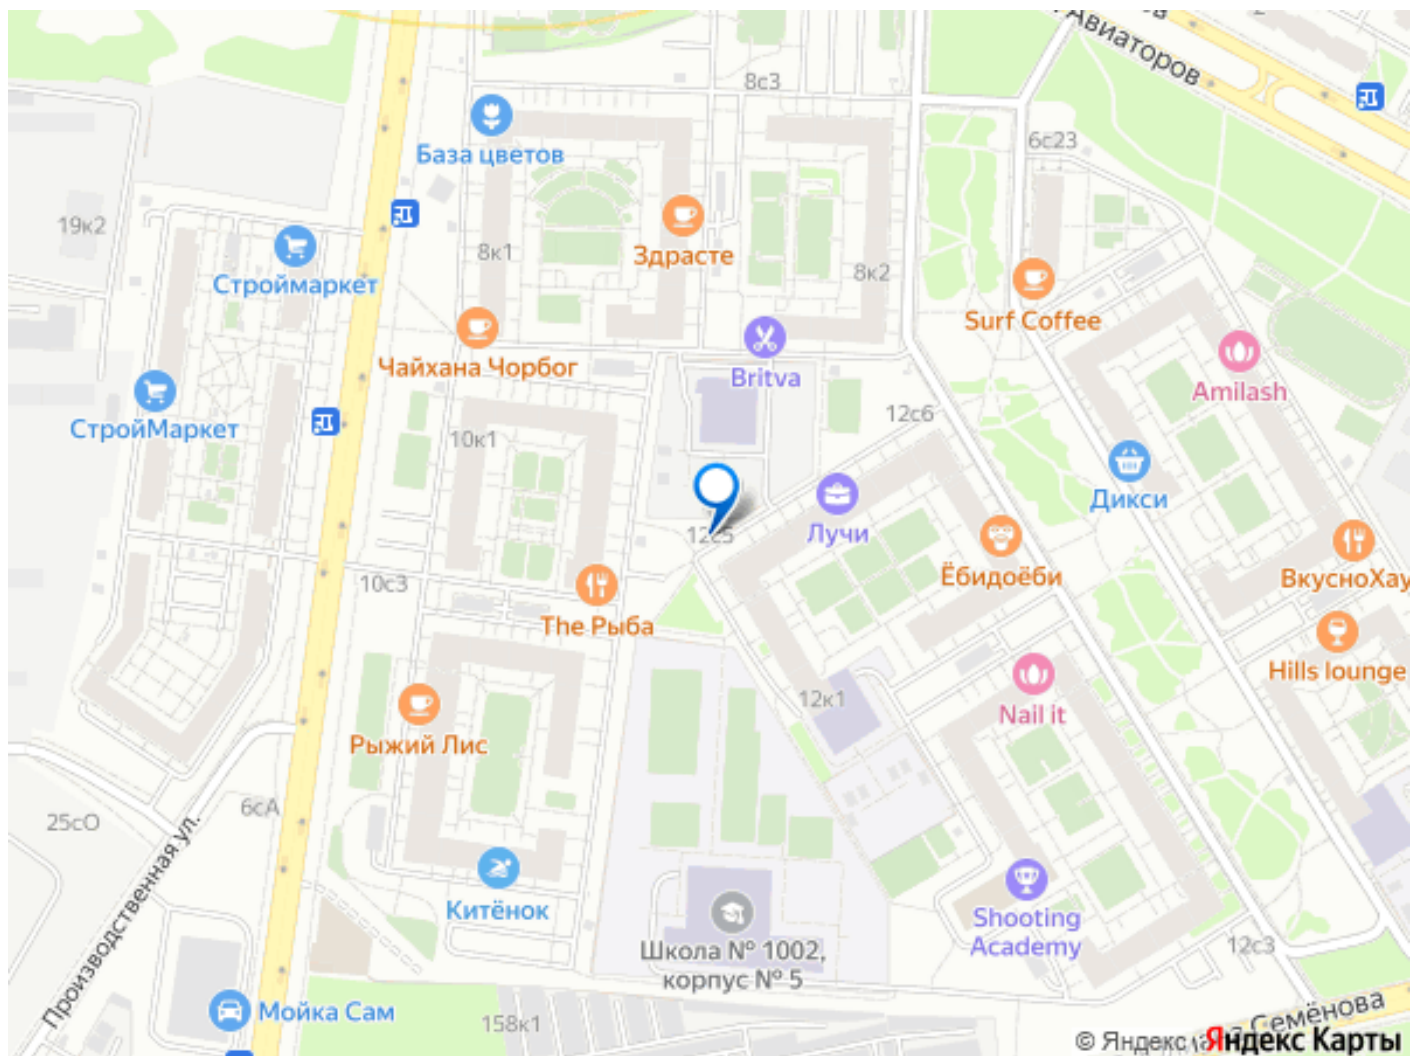 Авиаторов
8с3
База цветов
6с23
19к2
8к1
Здрасте
8к2
Строймаркет
Surf Coffee
Чайхана Чорбог
Britva
Amilash
СтройМаркет
10к1
12с6
Дикси
12с5
Лучи
Ёбидоёби
ВкусноХау
10с3
The Рыба
Hills lounge
12к1
Nail it
Рыжий Лис
6сА
25сО
Производственная ул.
Китёнок
Shooting
Academy
Школа № 1002,
корпус № 5
12с3
Мойка Сам
158к1
Семёнова
© Яндекс
Яндекс Карты